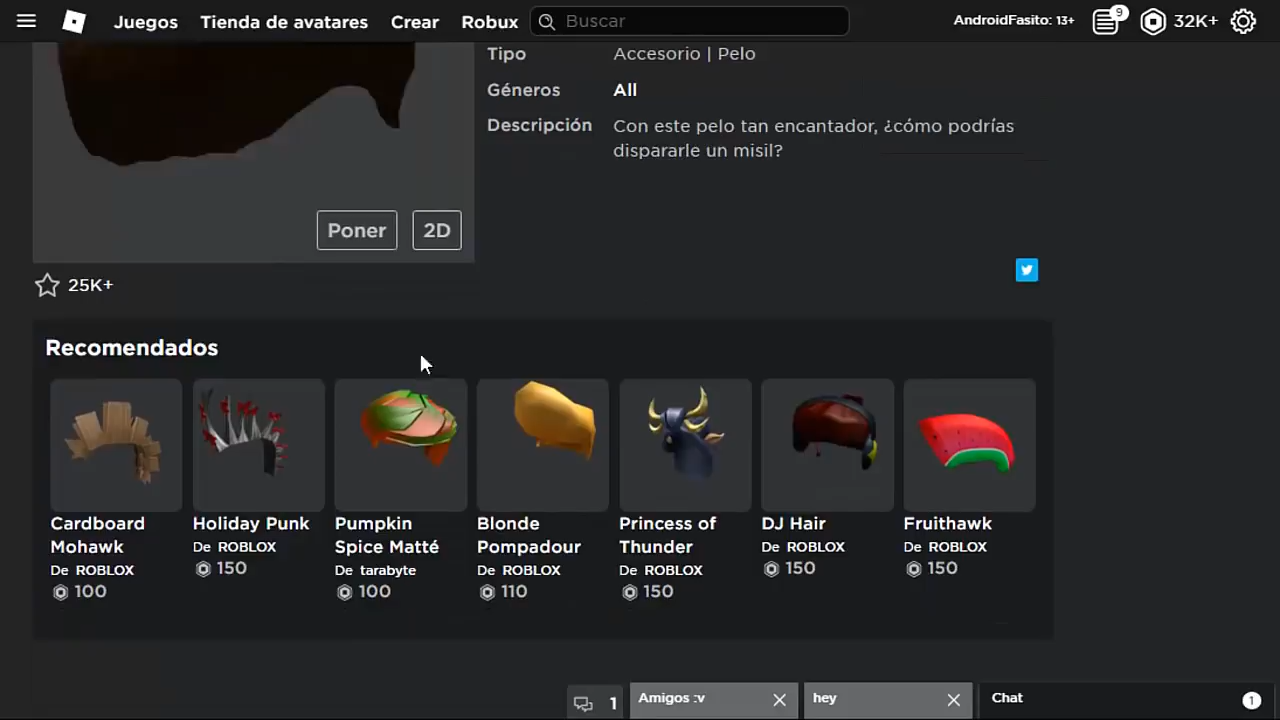 Juegos Tienda de avatares Crear Robux Buscar AndroidFasito: 13+ 9 32K+
Tipo Accesorio | Pelo
Géneros All
Descripción Con este pelo tan encantador, ¿cómo podrías
dispararle un misil?
Poner 2D
25K+
Recomendados
Cardboard Mohawk
De ROBLOX
100
Holiday Punk
De ROBLOX
150
Pumpkin
Spice Matté
De tarabyte
100
Blonde
Pompadour
De ROBLOX
110
Princess of
Thunder
De ROBLOX
150
DJ Hair
De ROBLOX
150
Fruithawk
De ROBLOX
150
1 Amigos :v hey Chat 1